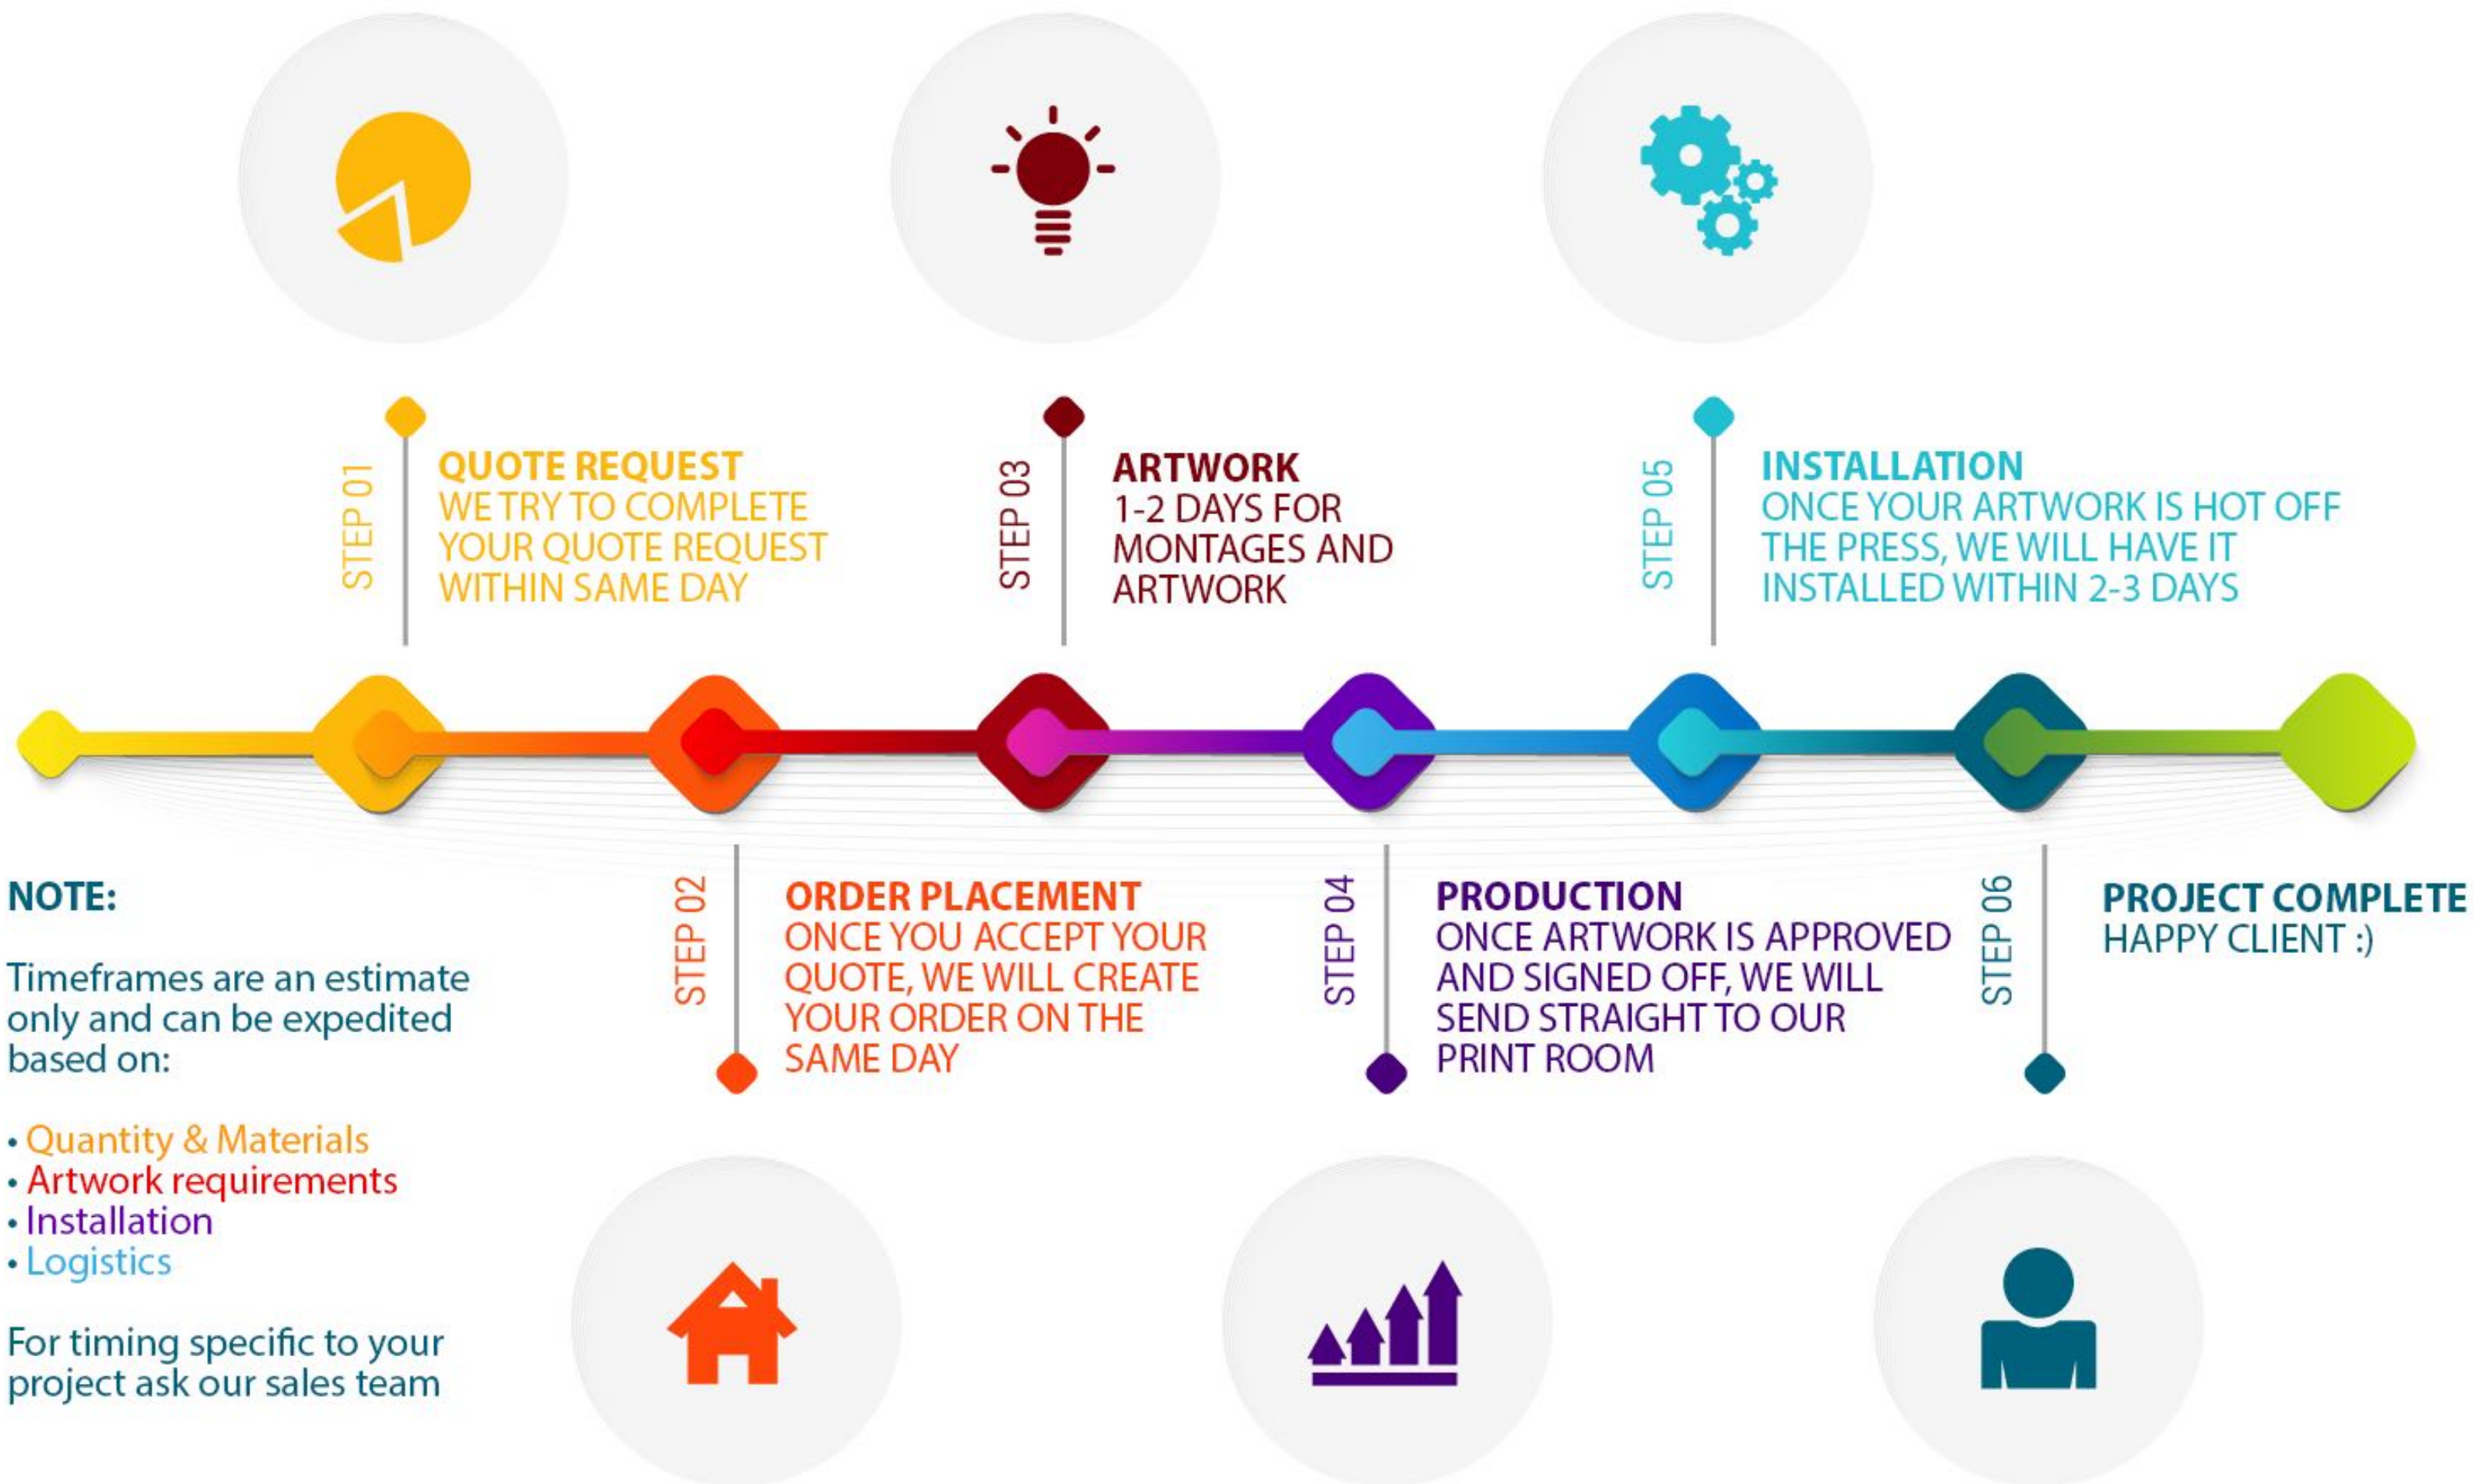 STEP 01
QUOTE REQUEST
WE TRY TO COMPLETE
YOUR QUOTE REQUEST
WITHIN SAME DAY
STEP 03
ARTWORK
1-2 DAYS FOR
MONTAGES AND
ARTWORK
STEP 05
INSTALLATION
ONCE YOUR ARTWORK IS HOT OFF
THE PRESS, WE WILL HAVE IT
INSTALLED WITHIN 2-3 DAYS
NOTE:
Timeframes are an estimate
only and can be expedited
based on:
• Quantity & Materials
• Artwork requirements
• Installation
• Logistics
For timing specific to your
project ask our sales team
STEP 02
ORDER PLACEMENT
ONCE YOU ACCEPT YOUR
QUOTE, WE WILL CREATE
YOUR ORDER ON THE
SAME DAY
STEP 04
PRODUCTION
ONCE ARTWORK IS APPROVED
AND SIGNED OFF, WE WILL
SEND STRAIGHT TO OUR
PRINT ROOM
STEP 06
PROJECT COMPLETE
HAPPY CLIENT :)